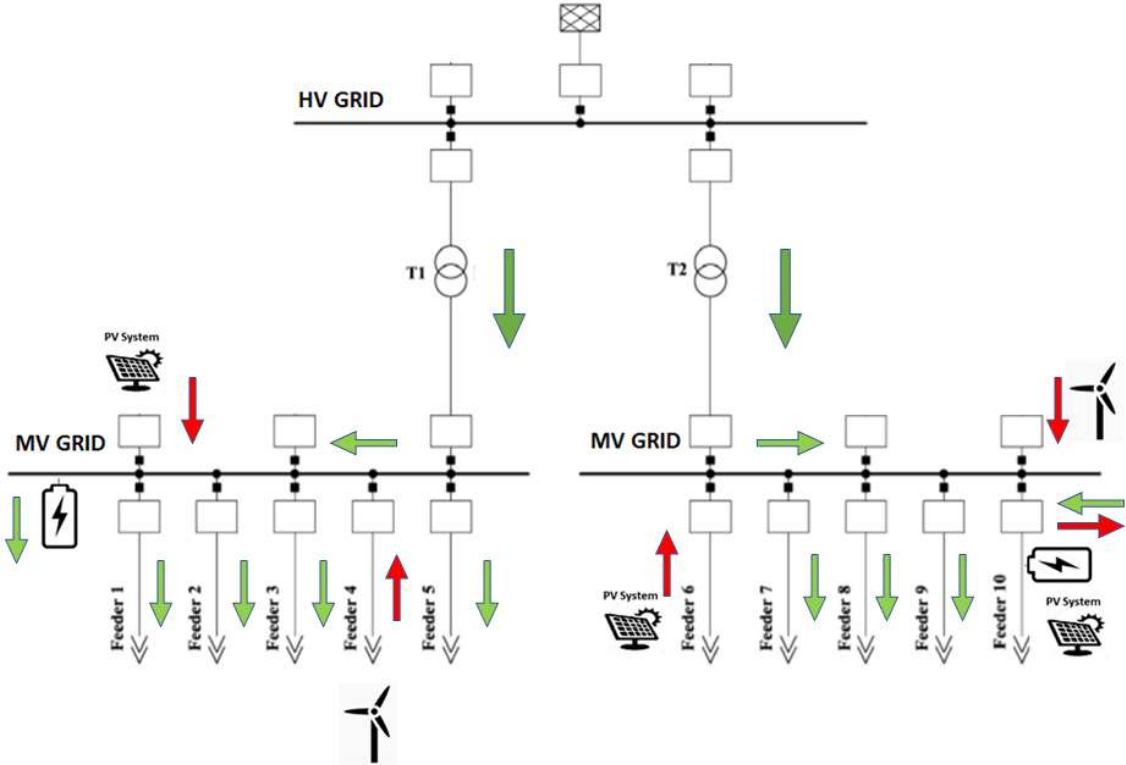 HV GRID
T1
T2
PV System
MV GRID
MV GRID
Feeder 1
Feeder 2
Feeder 3
Feeder 4
Feeder 5
Feeder 6
Feeder 7
Feeder 8
Feeder 9
Feeder 10
PV System
PV System